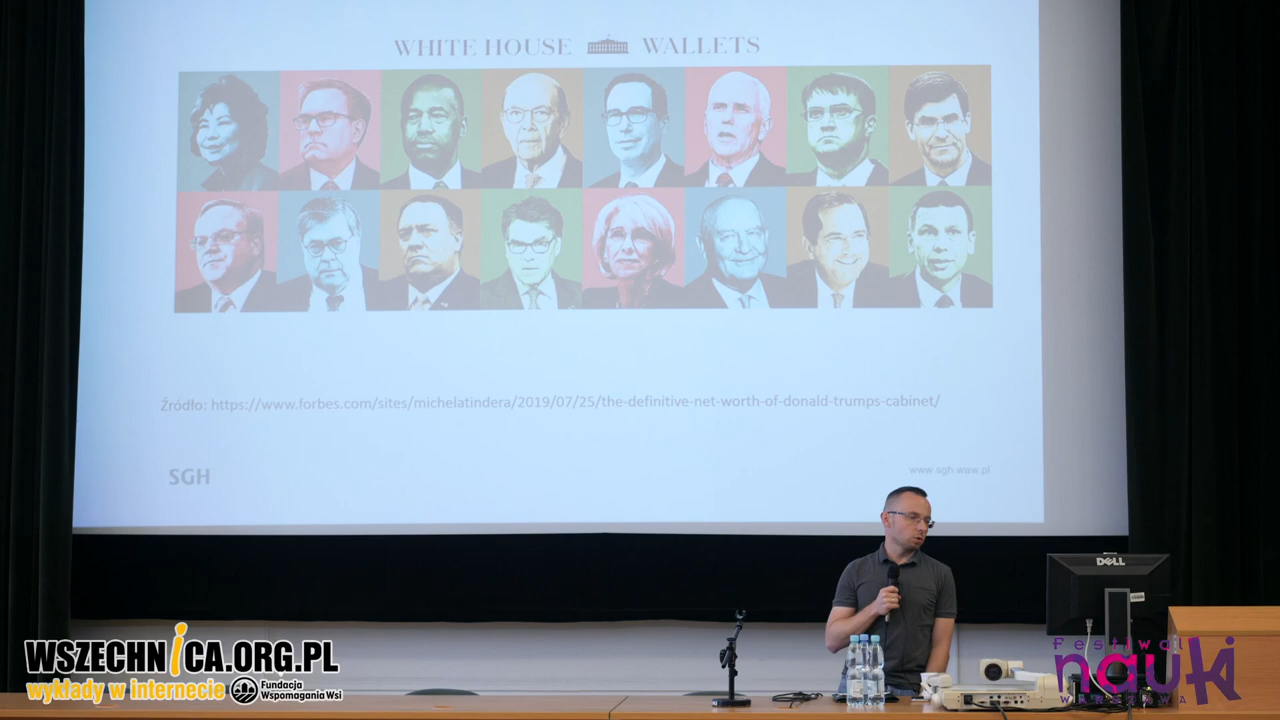 WHITE HOUSE WALLETS
Źródło: https://www.forbes.com/sites/michelatindera/2019/07/25/the-definitive-net-worth-of-donald-trumps-cabinet/
SGH
www.sgh.waw.pl
DELL
WSZECHNICA.ORG.PL
wykłady w internecie
Fundacja
Wspomagania Wsi
Festiwal
nauki
WARSZAWA